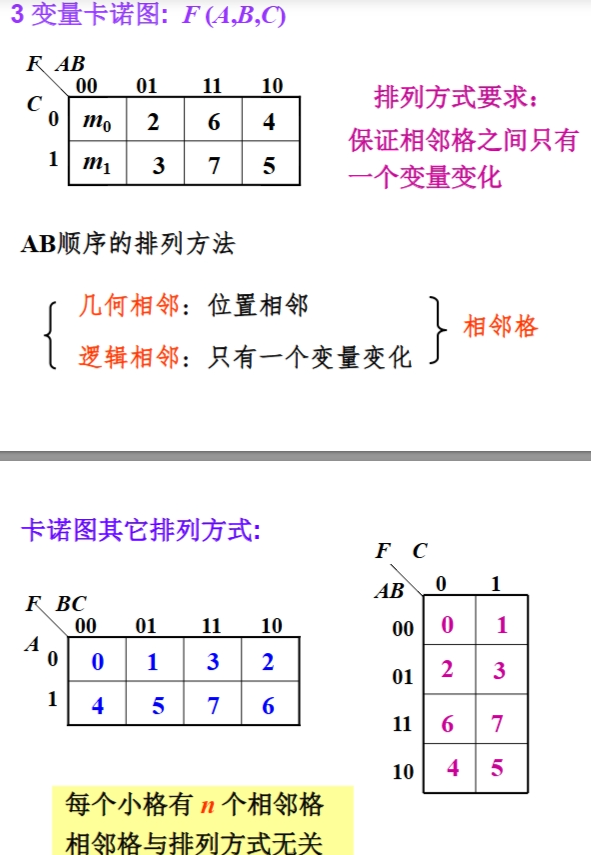 3 变量卡诺图: F (A,B,C)
F AB
00 01 11 10
C 0 m0 2 6 4
1 m1 3 7 5
排列方式要求：
保证相邻格之间只有
一个变量变化
AB顺序的排列方法
几何相邻：位置相邻
逻辑相邻：只有一个变量变化
相邻格
卡诺图其它排列方式:
F BC
00 01 11 10
A 0 0 1 3 2
1 4 5 7 6
F C
AB 0 1
00 0 1
01 2 3
11 6 7
10 4 5
每个小格有 n 个相邻格
相邻格与排列方式无关